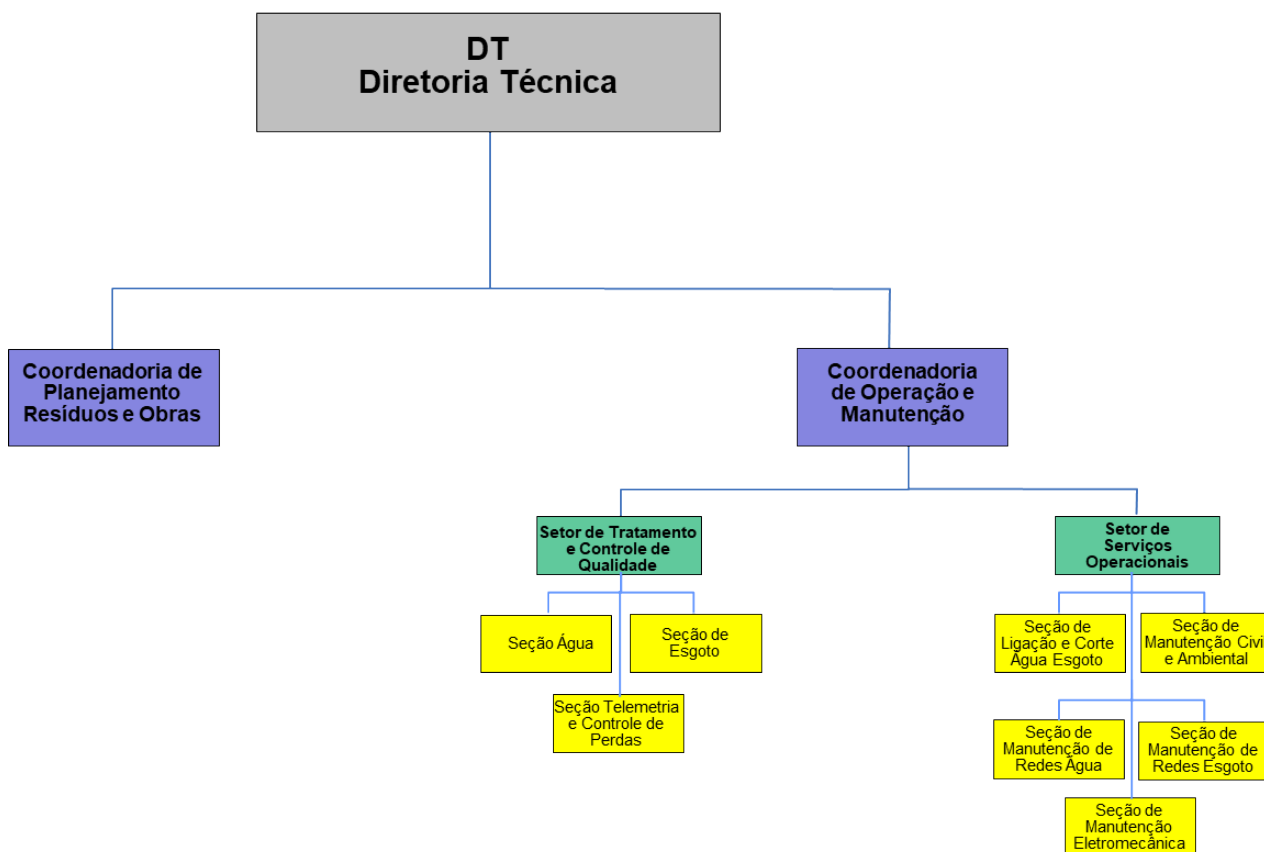 DT
Diretoria Técnica
Coordenadoria de
Planejamento
Resíduos e Obras
Coordenadoria
de Operação e
Manutenção
Setor de Tratamento
e Controle de
Qualidade
Setor de
Serviços
Operacionais
Seção Água
Seção de
Esgoto
Seção de
Ligação e Corte
Água Esgoto
Seção de
Manutenção Civil
e Ambiental
Seção Telemetria
e Controle de
Perdas
Seção de
Manutenção de
Redes Água
Seção de
Manutenção de
Redes Esgoto
Seção de
Manutenção
Eletromecânica